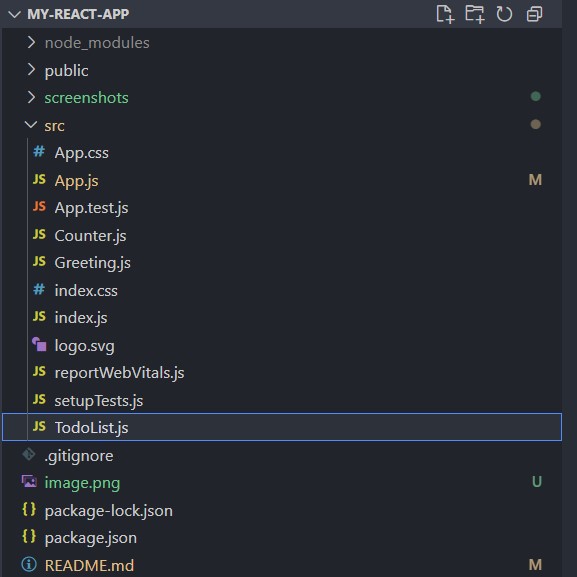 MY-REACT-APP
node_modules
public
screenshots
src
# App.css
JS App.js M
JS App.test.js
JS Counter.js
JS Greeting.js
# index.css
JS index.js
logo.svg
JS reportWebVitals.js
JS setupTests.js
JS TodoList.js
.gitignore
image.png U
{} package-lock.json
{} package.json
README.md M